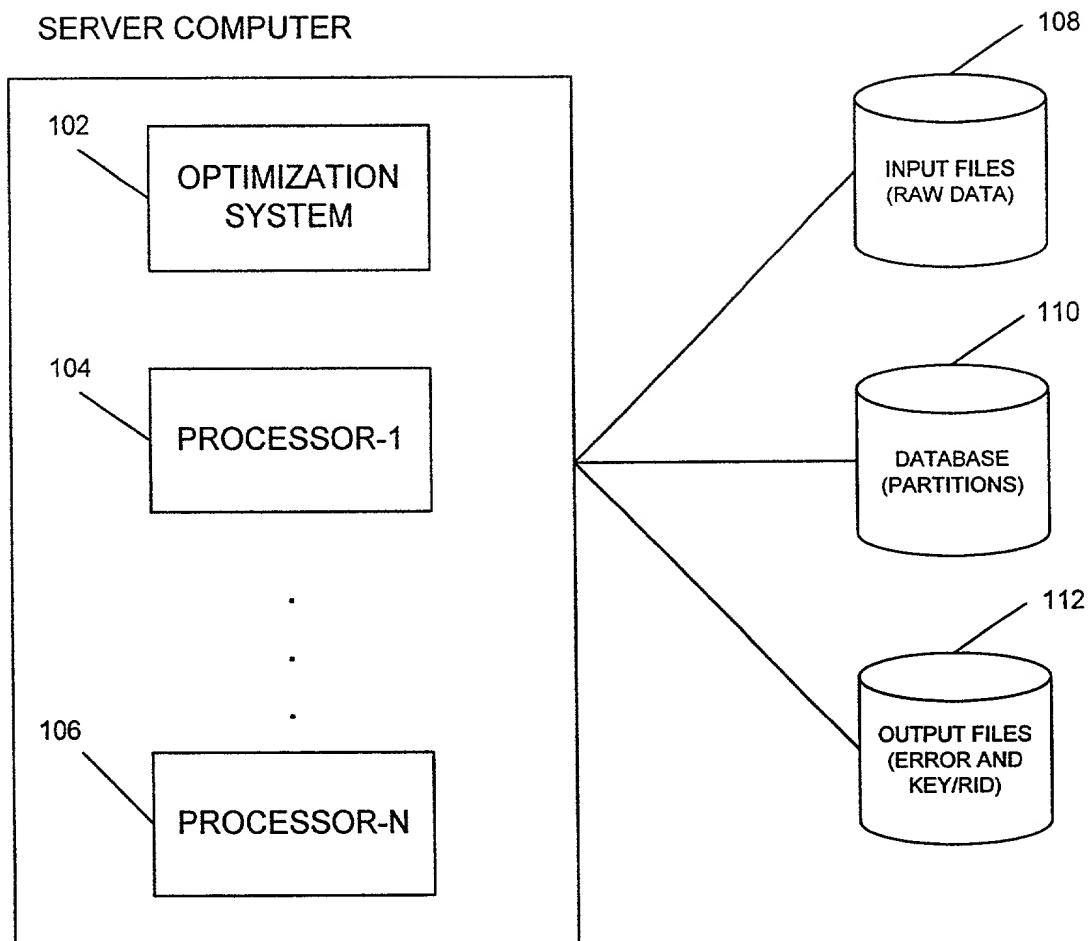 SERVER COMPUTER
102
OPTIMIZATION
SYSTEM
104
PROCESSOR-1
.
.
.
106
PROCESSOR-N
108
INPUT FILES
(RAW DATA)
110
DATABASE
(PARTITIONS)
112
OUTPUT FILES
(ERROR AND
KEY/RID)